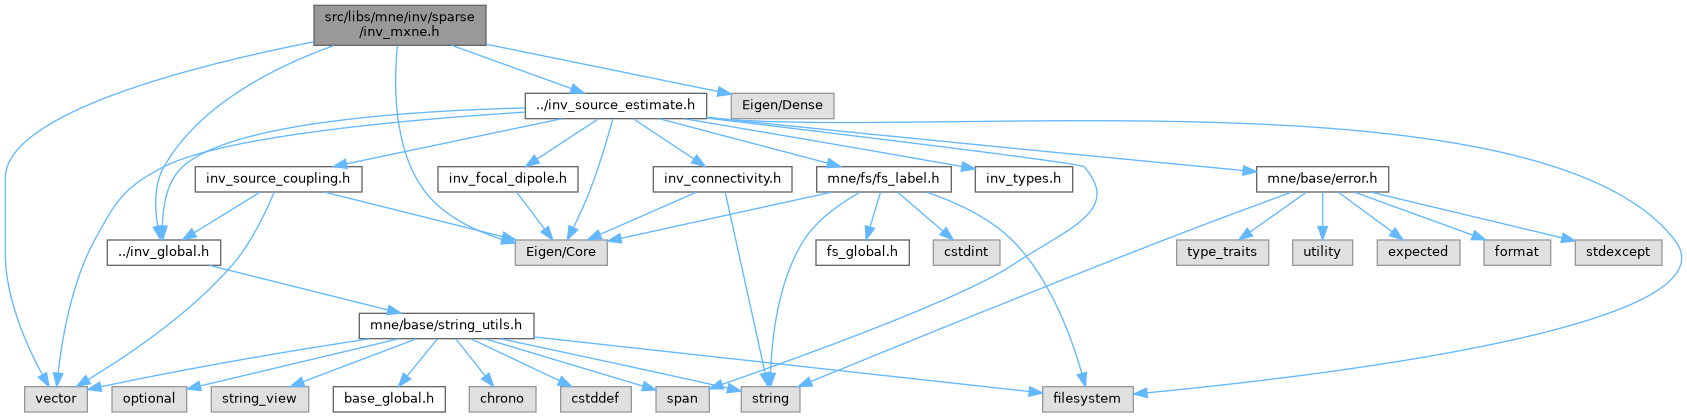 src/libs/mne/inv/sparse
/inv_mxne.h
../inv_source_estimate.h
Eigen/Dense
inv_source_coupling.h
inv_focal_dipole.h
inv_connectivity.h
mne/fs/fs_label.h
inv_types.h
mne/base/error.h
../inv_global.h
Eigen/Core
fs_global.h
cstdint
type_traits
utility
expected
format
stdexcept
mne/base/string_utils.h
vector
optional
string_view
base_global.h
chrono
cstddef
span
string
filesystem